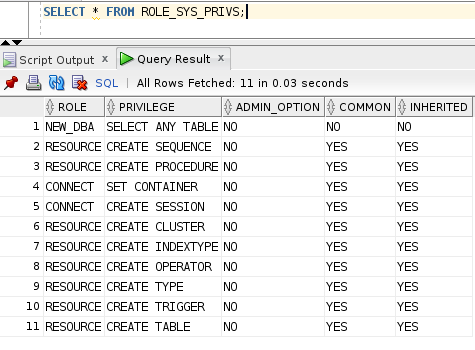 SELECT * FROM ROLE_SYS_PRIVS;
Script Output x Query Result x
SQL | All Rows Fetched: 11 in 0.03 seconds
ROLE PRIVILEGE ADMIN_OPTION COMMON INHERITED
1 NEW_DBA SELECT ANY TABLE NO NO NO
2 RESOURCE CREATE SEQUENCE NO YES YES
3 RESOURCE CREATE PROCEDURE NO YES YES
4 CONNECT SET CONTAINER NO YES YES
5 CONNECT CREATE SESSION NO YES YES
6 RESOURCE CREATE CLUSTER NO YES YES
7 RESOURCE CREATE INDEXTYPE NO YES YES
8 RESOURCE CREATE OPERATOR NO YES YES
9 RESOURCE CREATE TYPE NO YES YES
10 RESOURCE CREATE TRIGGER NO YES YES
11 RESOURCE CREATE TABLE NO YES YES